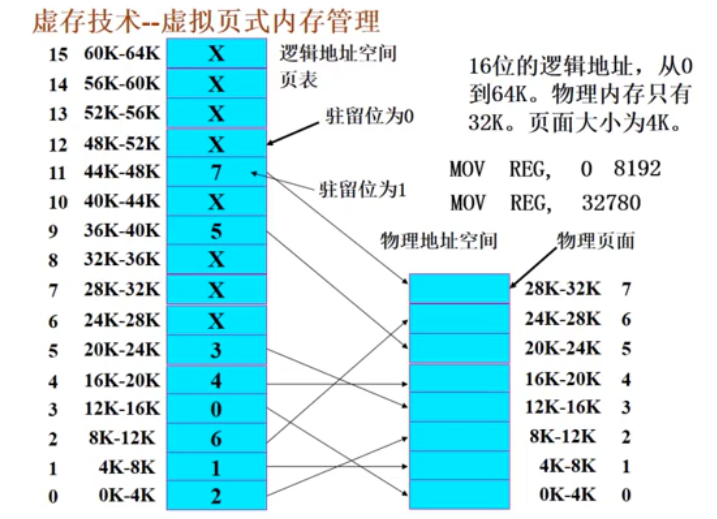 虚存技术--虚拟页式内存管理
15 60K-64K X
14 56K-60K X
13 52K-56K X
12 48K-52K X
11 44K-48K 7
10 40K-44K X
9 36K-40K 5
8 32K-36K X
7 28K-32K X
6 24K-28K X
5 20K-24K 3
4 16K-20K 4
3 12K-16K 0
2 8K-12K 6
1 4K-8K 1
0 0K-4K 2
逻辑地址空间
页表
驻留位为0
驻留位为1
16位的逻辑地址，从0
到64K。物理内存只有
32K。页面大小为4K。
MOV REG, 0 8192
MOV REG, 32780
物理地址空间
物理页面
28K-32K 7
24K-28K 6
20K-24K 5
16K-20K 4
12K-16K 3
8K-12K 2
4K-8K 1
0K-4K 0